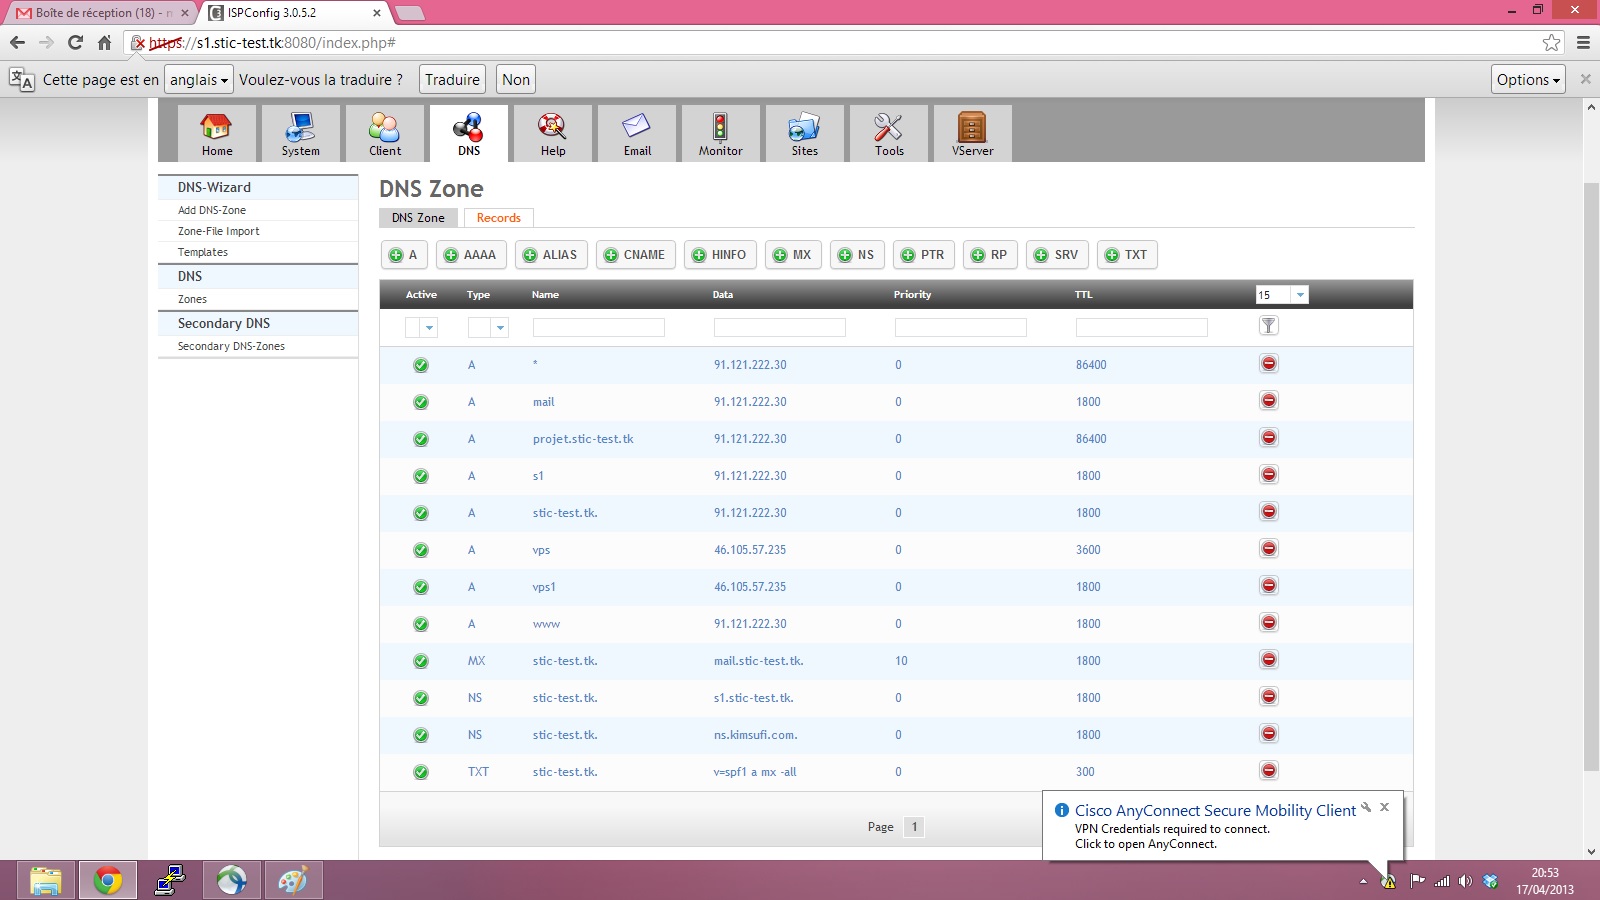 Boîte de réception (18) -
ISPConfig 3.0.5.2
https://s1.stic-test.tk:8080/index.php#
Cette page est en anglais Voulez-vous la traduire ? Traduire Non Options
Home System Client DNS Help Email Monitor Sites Tools VServer
DNS-Wizard
Add DNS-Zone
Zone-File Import
Templates
DNS
Zones
Secondary DNS
Secondary DNS-Zones
DNS Zone
DNS Zone Records
A AAAA ALIAS CNAME HINFO MX NS PTR RP SRV TXT
Active Type Name Data Priority TTL 15
A * 91.121.222.30 0 86400
A mail 91.121.222.30 0 1800
A projet.stic-test.tk 91.121.222.30 0 86400
A s1 91.121.222.30 0 1800
A stic-test.tk. 91.121.222.30 0 1800
A vps 46.105.57.235 0 3600
A vps1 46.105.57.235 0 1800
A www 91.121.222.30 0 1800
MX stic-test.tk. mail.stic-test.tk. 10 1800
NS stic-test.tk. s1.stic-test.tk. 0 1800
NS stic-test.tk. ns.kimsufi.com. 0 1800
TXT stic-test.tk. v=spf1 a mx -all 0 300
Page 1
Cisco AnyConnect Secure Mobility Client
VPN Credentials required to connect.
Click to open AnyConnect.
20:53
17/04/2013